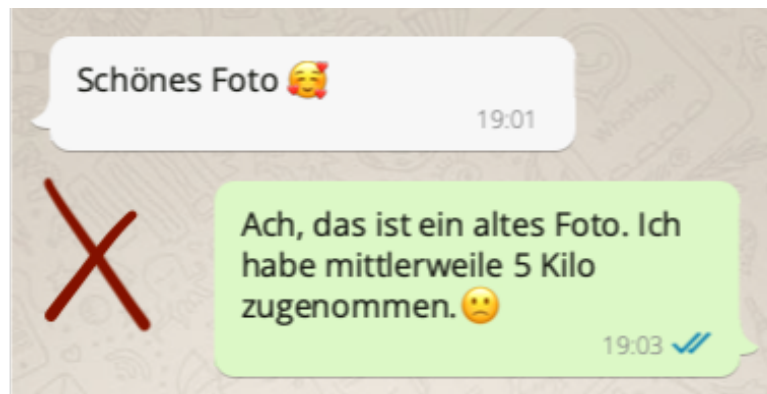 Schönes Foto 🥰
19:01
Ach, das ist ein altes Foto. Ich
habe mittlerweile 5 Kilo
zugenommen.🙁
19:03